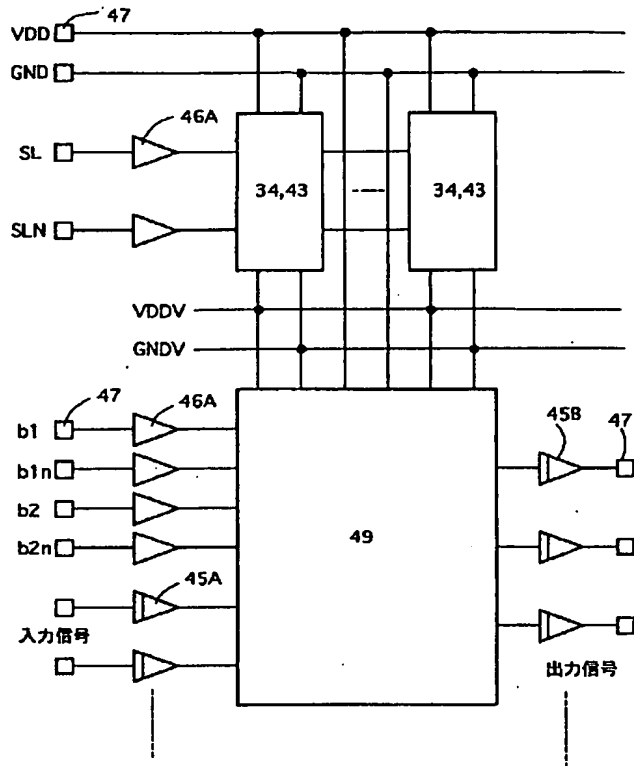 VDD 47
GND
46A
SL
34,43 34,43
SLN
VDDV
GNDV
47 46A 45B 47
b1
b1n
b2
49
b2n
45A
入力信号
出力信号